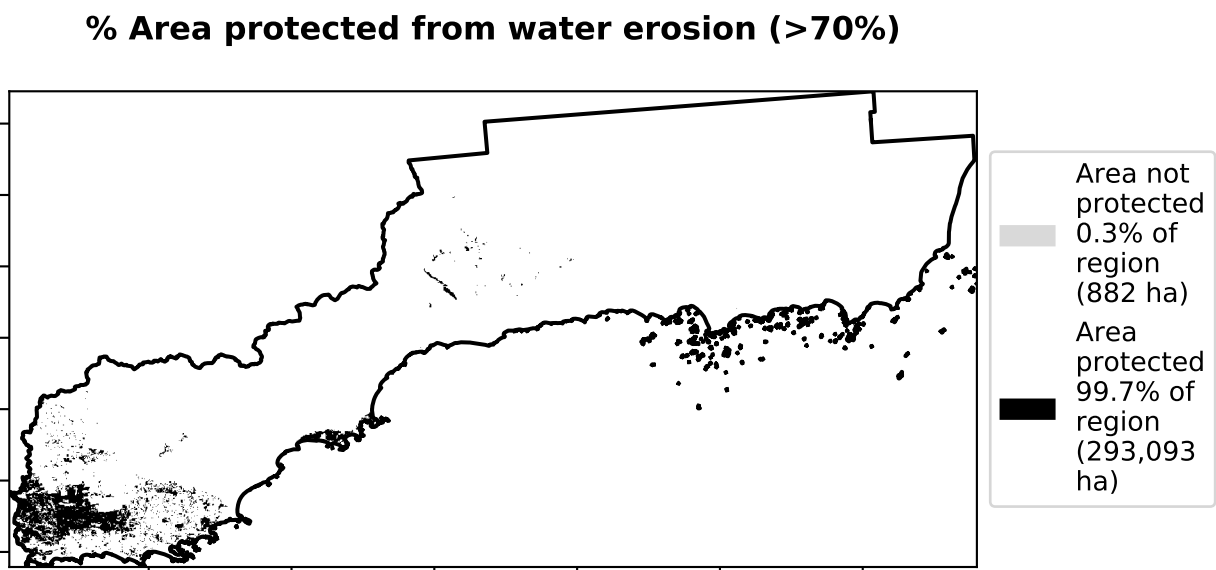 % Area protected from water erosion (>70%)
Area not
protected
0.3% of
region
(882 ha)
Area
protected
99.7% of
region
(293,093
ha)